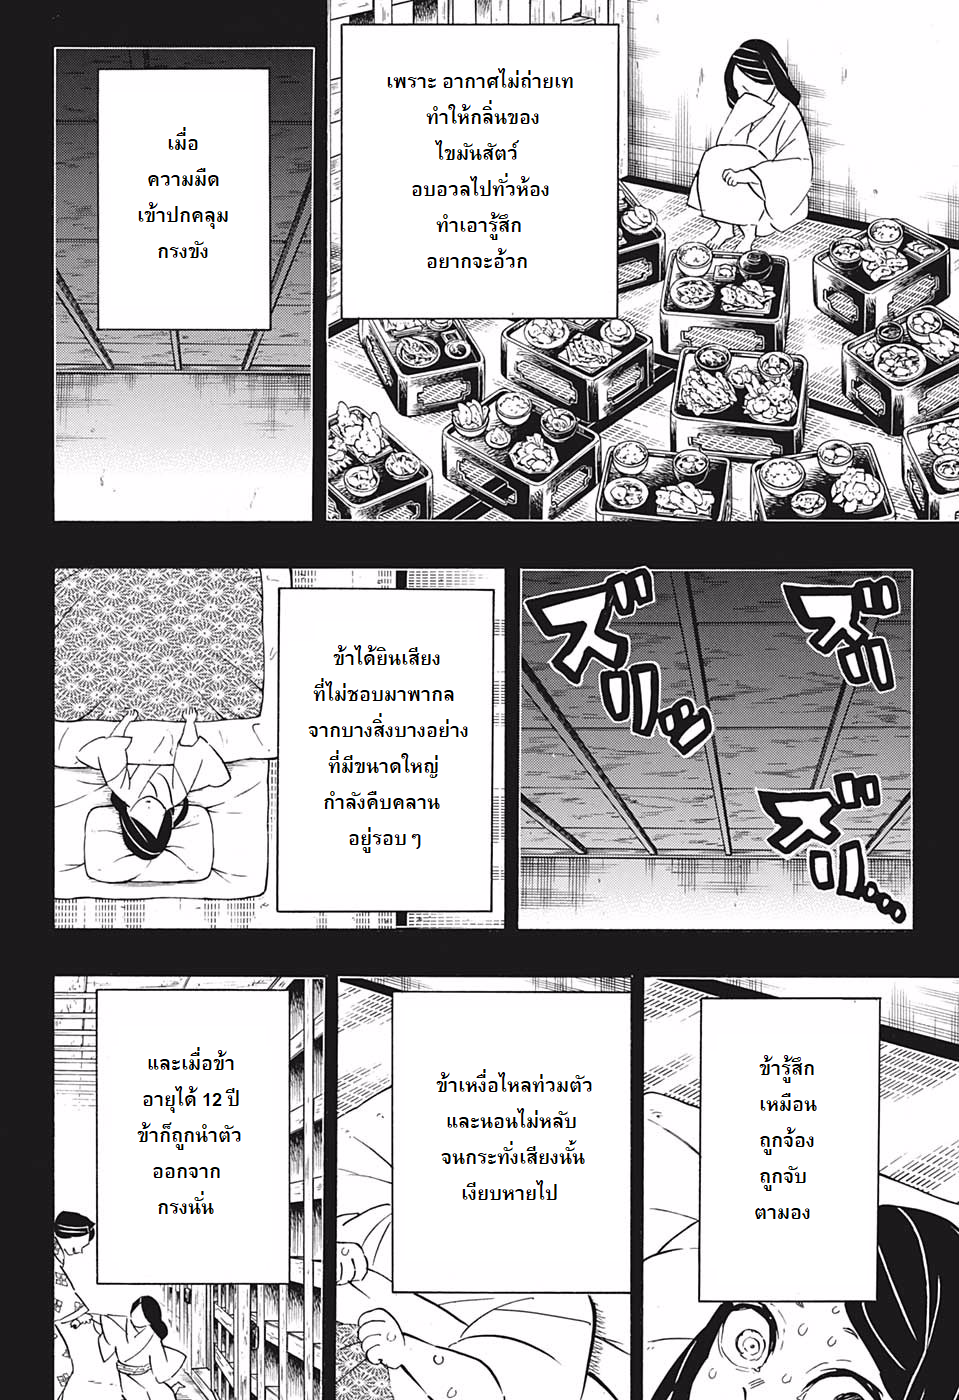 เพราะ อากาศไม่ถ่ายเท
ทำให้กลิ่นของ
ไขมันสัตว์
อบอวลไปทั่วห้อง
ทำเอารู้สึก
อยากจะอ้วก
เมื่อ
ความมืด
เข้าปกคลุม
กรงขัง
ズズ
ズリ
ズリ
ズズ
ข้าได้ยินเสียง
ที่ไม่ชอบมาพากล
จากบางสิ่งบางอย่าง
ที่มีขนาดใหญ่
กำลังคืบคลาน
อยู่รอบๆ
ข้ารู้สึก
เหมือน
ถูกจ้อง
ถูกจับ
ตามอง
ข้าเหงื่อไหลท่วมตัว
และนอนไม่หลับ
จนกระทั่งเสียงนั้น
เงียบหายไป
และเมื่อข้า
อายุได้ 12 ปี
ข้าก็ถูกนำตัว
ออกจาก
กรงนั่น